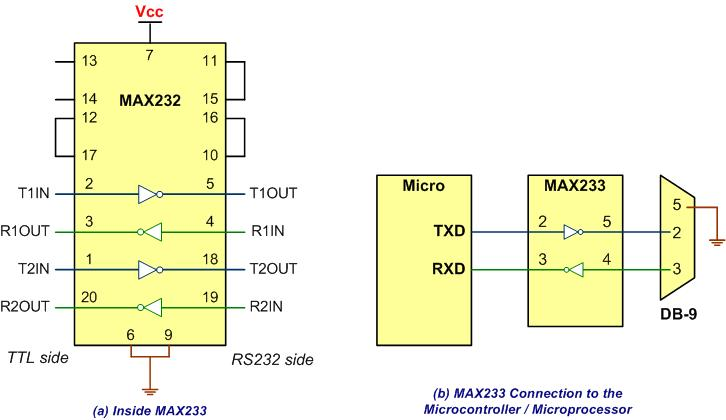 Vcc
7
13 11
MAX232
14 15
12 16
17 10
T1IN 2 5 T1OUT
R1OUT 3 4 R1IN
T2IN 1 18 T2OUT
R2OUT 20 19 R2IN
6 9
TTL side RS232 side
(a) Inside MAX233
Micro MAX233
5
TXD 2 5 2
RXD 3 4 3
DB-9
(b) MAX233 Connection to the
Microcontroller / Microprocessor